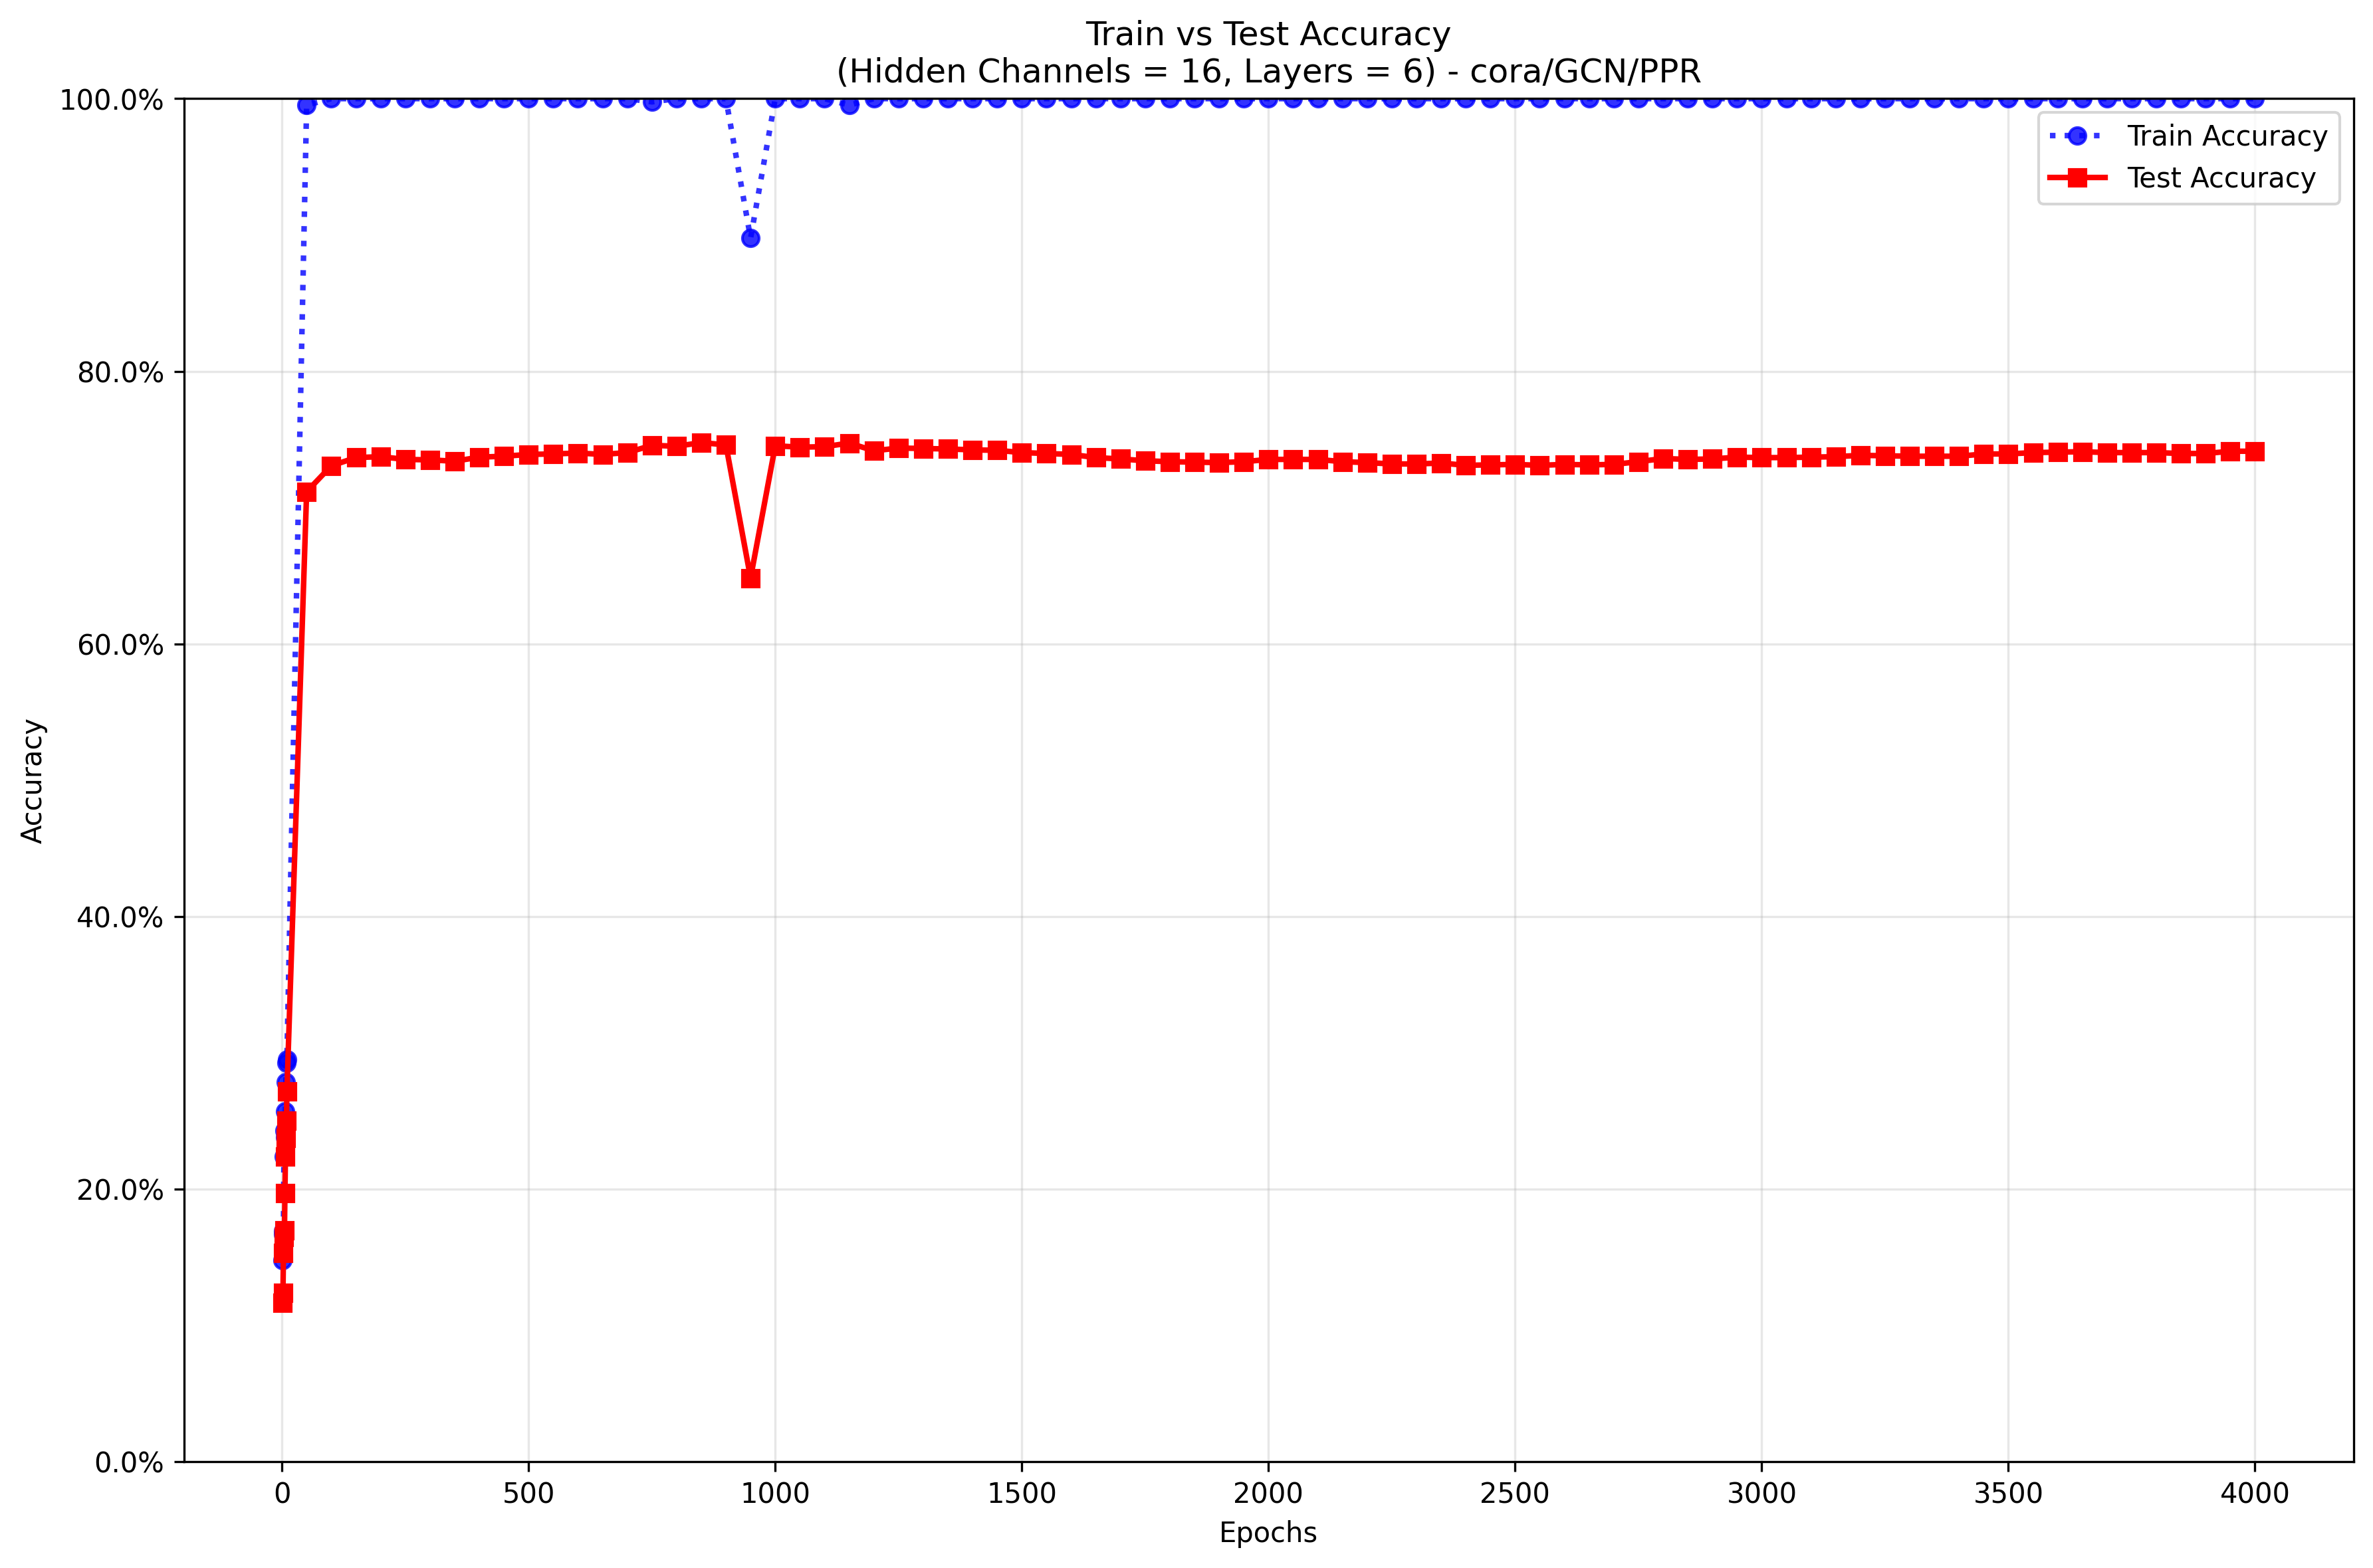 Train vs Test Accuracy
(Hidden Channels = 16, Layers = 6) - cora/GCN/PPR
100.0%
80.0%
60.0%
40.0%
20.0%
0.0%
Accuracy
Train Accuracy
Test Accuracy
0 500 1000 1500 2000 2500 3000 3500 4000
Epochs